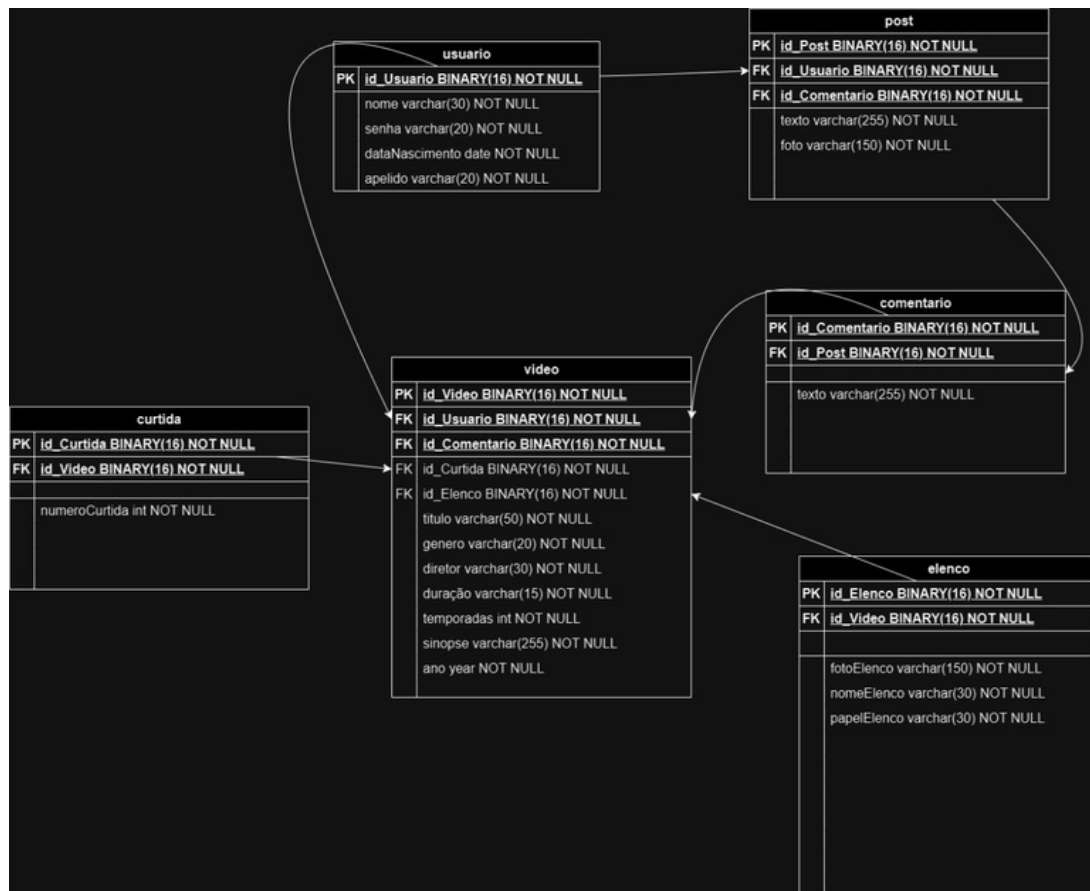 usuario
PK id_Usuario BINARY(16) NOT NULL
nome varchar(30) NOT NULL
senha varchar(20) NOT NULL
dataNascimento date NOT NULL
apelido varchar(20) NOT NULL
post
PK id_Post BINARY(16) NOT NULL
FK id_Usuario BINARY(16) NOT NULL
FK id_Comentario BINARY(16) NOT NULL
texto varchar(255) NOT NULL
foto varchar(150) NOT NULL
comentario
PK id_Comentario BINARY(16) NOT NULL
FK id_Post BINARY(16) NOT NULL
texto varchar(255) NOT NULL
video
PK id_Video BINARY(16) NOT NULL
FK id_Usuario BINARY(16) NOT NULL
FK id_Comentario BINARY(16) NOT NULL
FK id_Curtida BINARY(16) NOT NULL
FK id_Elenco BINARY(16) NOT NULL
titulo varchar(50) NOT NULL
genero varchar(20) NOT NULL
diretor varchar(30) NOT NULL
duração varchar(15) NOT NULL
temporadas int NOT NULL
sinopse varchar(255) NOT NULL
ano year NOT NULL
curtida
PK id_Curtida BINARY(16) NOT NULL
FK id_Video BINARY(16) NOT NULL
numeroCurtida int NOT NULL
elenco
PK id_Elenco BINARY(16) NOT NULL
FK id_Video BINARY(16) NOT NULL
fotoElenco varchar(150) NOT NULL
nomeElenco varchar(30) NOT NULL
papelElenco varchar(30) NOT NULL